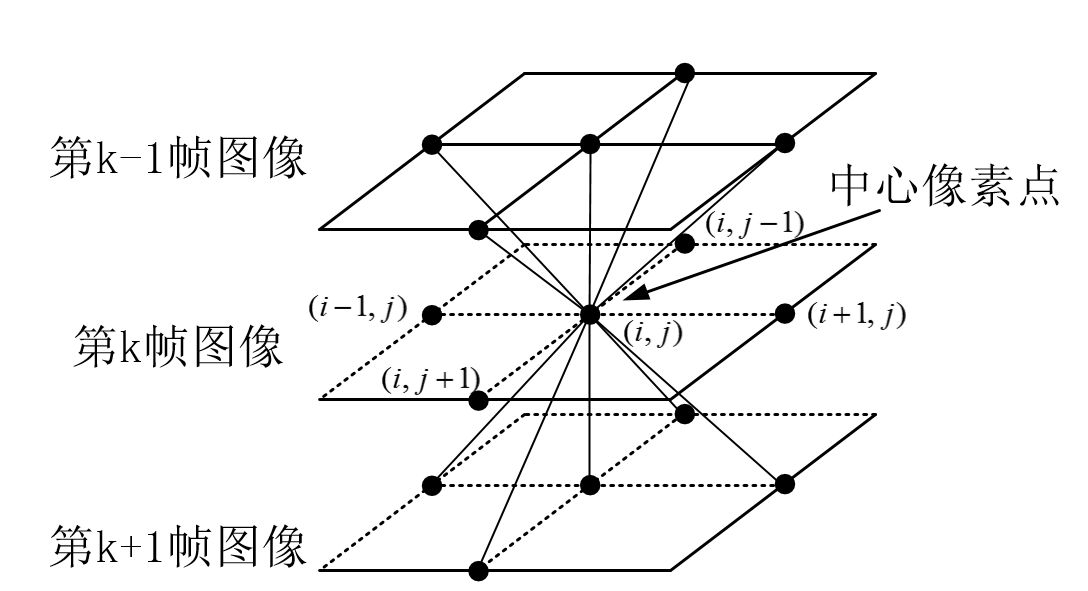 第k-1帧图像
中心像素点
(i, j − 1)
(i−1, j)
(i+1, j)
(i, j)
第k帧图像
(i, j +1)
第k+1帧图像